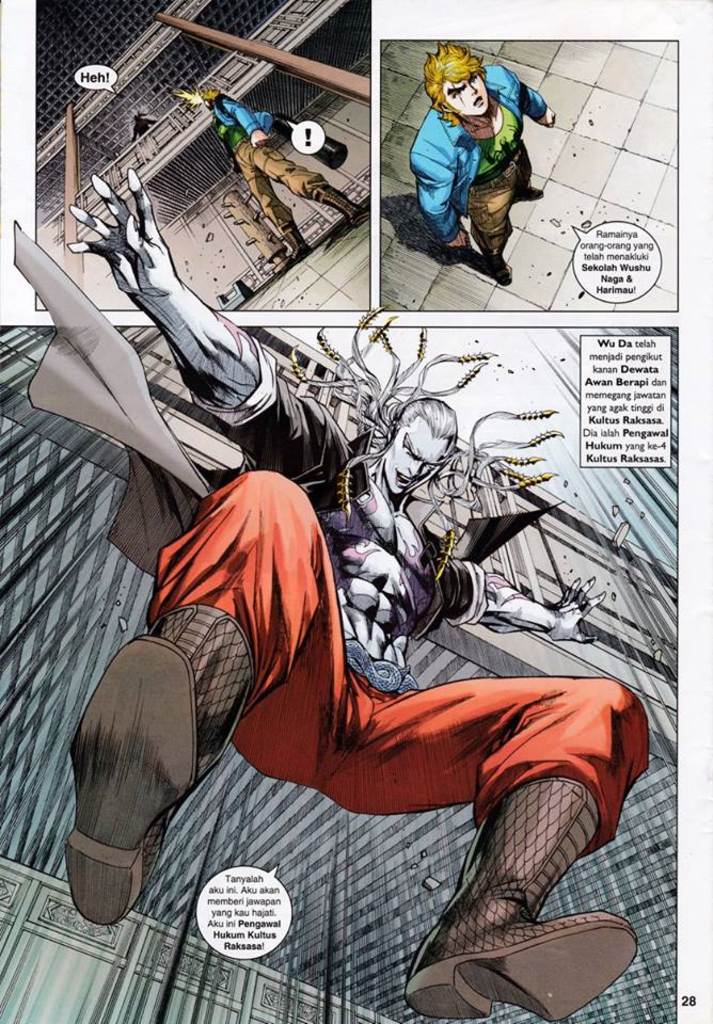 Heh!
!
Ramainya
orang-orang yang
telah menakluki
Sekolah Wushu
Naga &
Harimau!
Wu Da telah
menjadi pengikut
kanan Dewata
Awan Berapi dan
memegang jawatan
yang agak tinggi di
Kultus Raksasa.
Dia ialah Pengawal
Hukum yang ke-4
Kultus Raksasas.
Tanyalah
aku ini. Aku akan
memberi jawapan
yang kau hajati.
Aku ini Pengawal
Hukum Kultus
Raksasa!
28